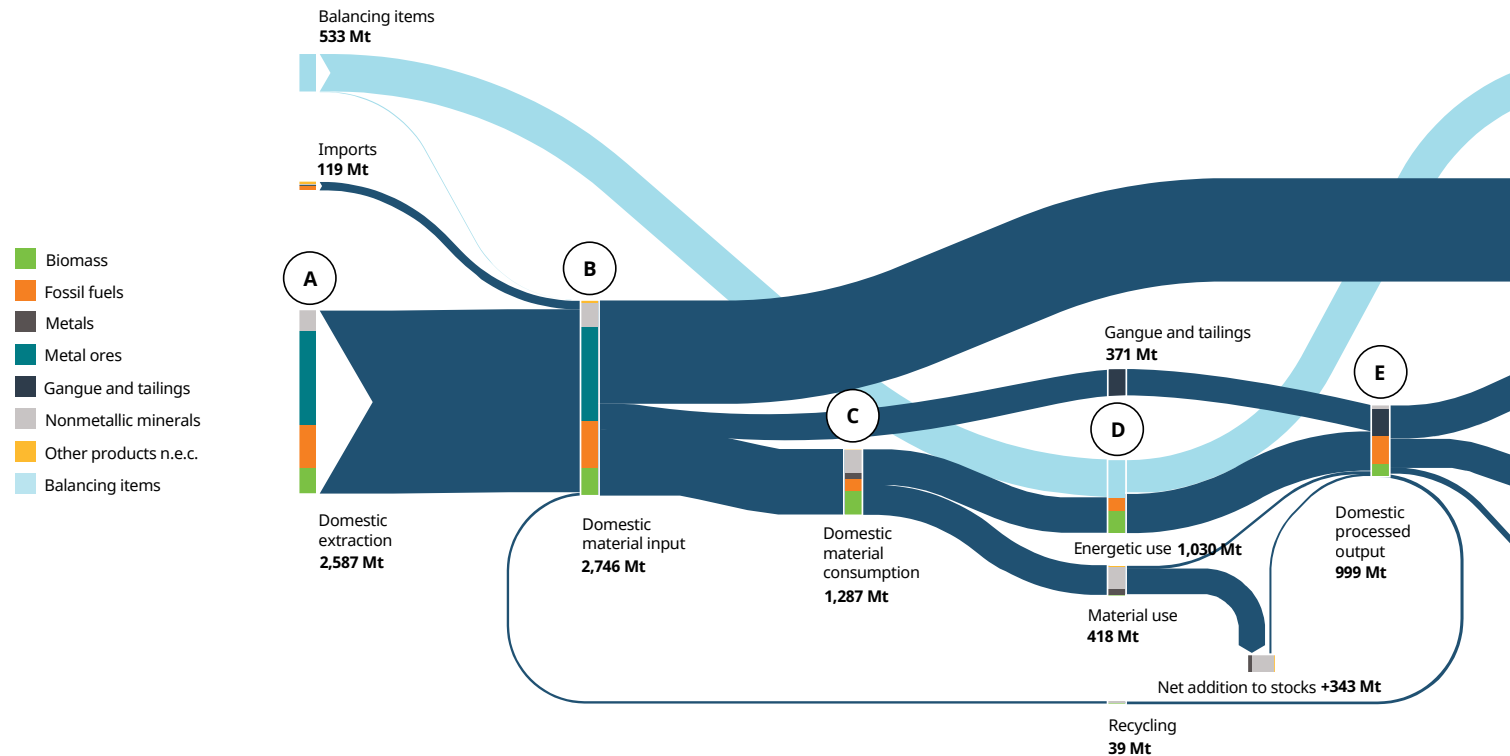 Balancing items
533 Mt
Imports
119 Mt
Biomass
Fossil fuels
Metals
Metal ores
Gangue and tailings
Nonmetallic minerals
Other products n.e.c.
Balancing items
A
Domestic
extraction
2,587 Mt
B
Domestic
material input
2,746 Mt
C
Domestic
material
consumption
1,287 Mt
Gangue and tailings
371 Mt
D
Energetic use 1,030 Mt
Material use
418 Mt
E
Domestic
processed
output
999 Mt
Net addition to stocks +343 Mt
Recycling
39 Mt